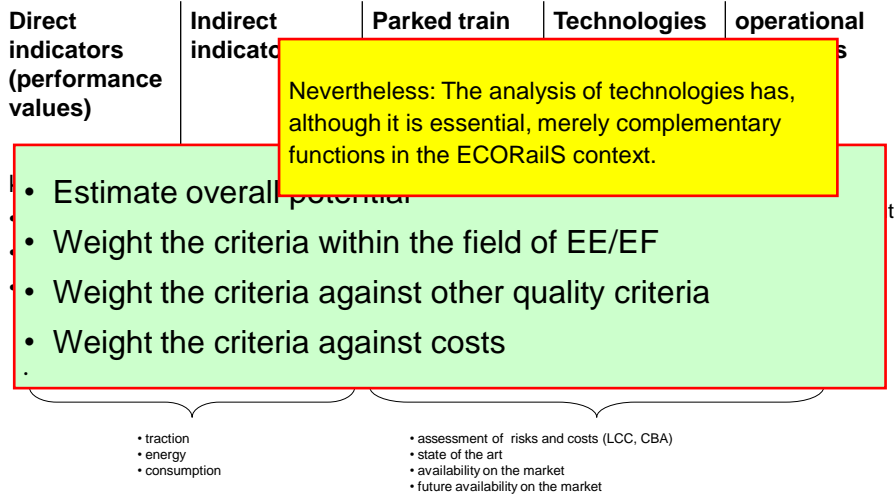 Direct
indicators
(performance
values)
Indirect
Parked train
Technologies
operational
Nevertheless: The analysis of technologies has,
although it is essential, merely complementary
functions in the ECORailS context.
• Estimate overall potential
• Weight the criteria within the field of EE/EF
• Weight the criteria against other quality criteria
• Weight the criteria against costs
•
• traction
• energy
• consumption
• assessment of risks and costs (LCC, CBA)
• state of the art
• availability on the market
• future availability on the market